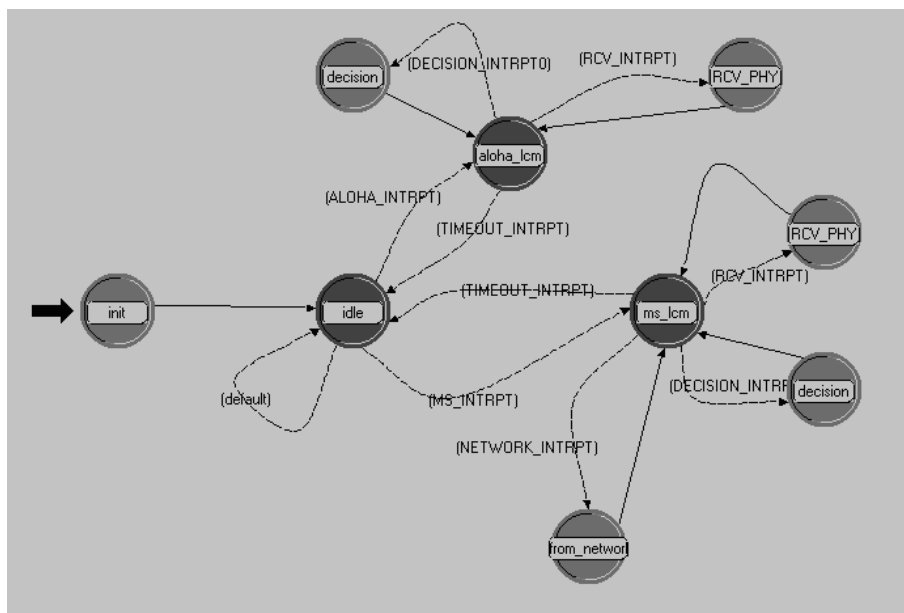 decision
(DECISION_INTRPT0)
(RCV_INTRPT)
RCV_PHY
aloha_lcm
(ALOHA_INTRPT)
(TIMEOUT_INTRPT)
RCV_PHY
(RCV_INTRPT)
(TIMEOUT_INTRPT)
init
idle
ms_lcm
(default)
(MS_INTRPT)
(DECISION_INTRP
decision
(NETWORK_INTRPT)
from_networ